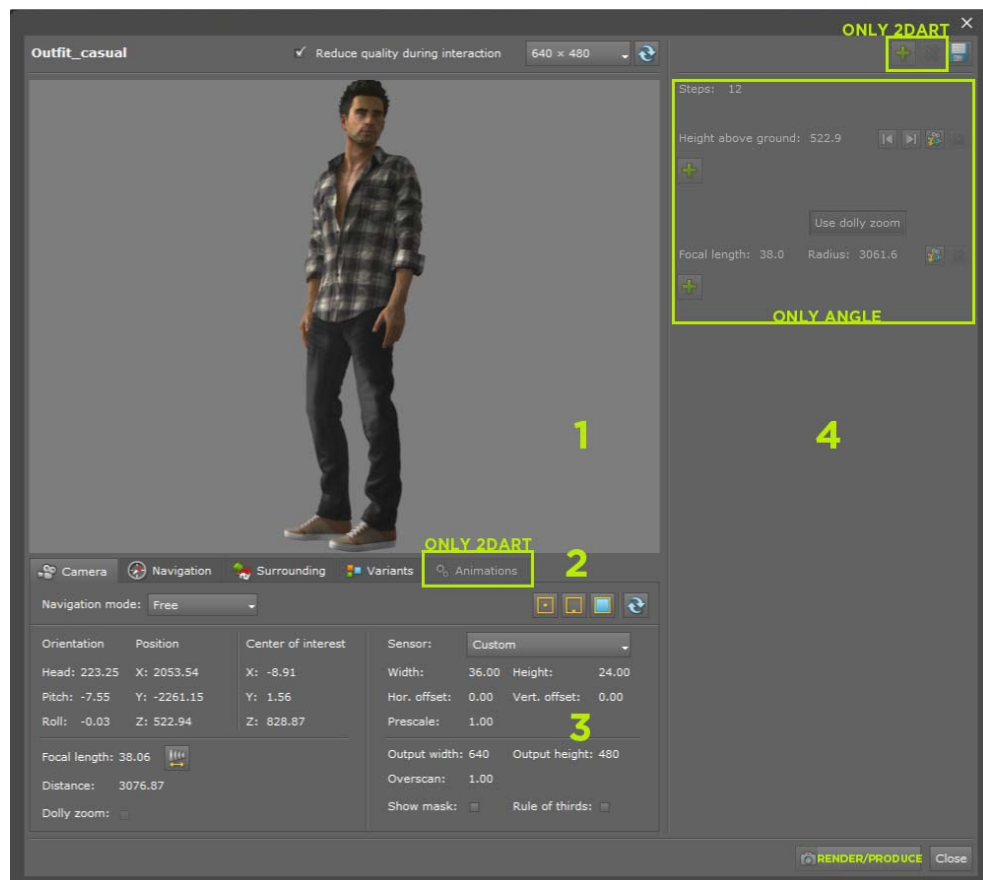 ONLY 2DART
Outfit_casual
Reduce quality during interaction
640 × 480
Steps: 12
Height above ground: 522.9
Use dolly zoom
Focal length: 38.0 Radius: 3061.6
ONLY ANGLE
1
4
ONLY 2DART
2
Camera Navigation Surrounding Variants Animations
Navigation mode: Free
Orientation Position Center of interest Sensor: Custom
Head: 223.25 X: 2053.54 X: -8.91 Width: 36.00 Height: 24.00
Pitch: -7.55 Y: -2261.15 Y: 1.56 Hor. offset: 0.00 Vert. offset: 0.00
Roll: -0.03 Z: 522.94 Z: 828.87 Prescale: 1.00
3
Focal length: 38.06 Output width: 640 Output height: 480
Distance: 3076.87 Overscan: 1.00
Dolly zoom: Show mask: Rule of thirds:
RENDER/PRODUCE Close